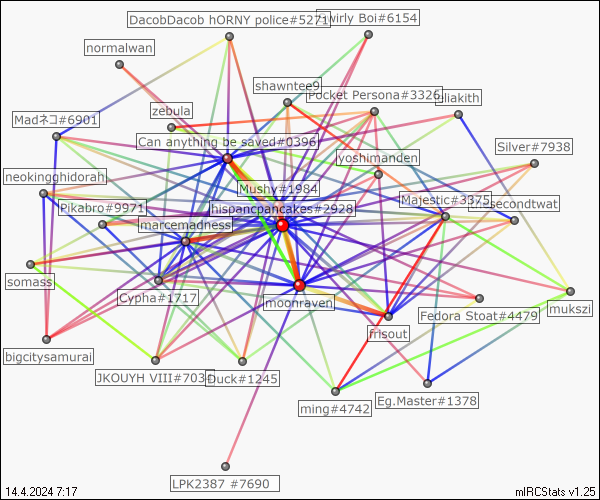 DacobDacob hORNY police#5271
wirly Boi#6154
normalwan
shawntee9
Pocket Persona#3326
uliakith
zebula
Madネコ#6901
Can anything be saved#0396
Silver#7938
yoshimanden
neokingghidorah
Mushy#1984
Majestic#3375
secondtwat
Pikabro#9971
hispancpancakes#2928
marcemadness
somass
Cypha#1717
moonraven
mukszi
Fedora Stoat#4479
frisout
bigcitysamurai
JKOUYH VIII#703
Duck#1245
Eg.Master#1378
ming#4742
LPK2387 #7690
14.4.2024 7:17
mIRCStats v1.25